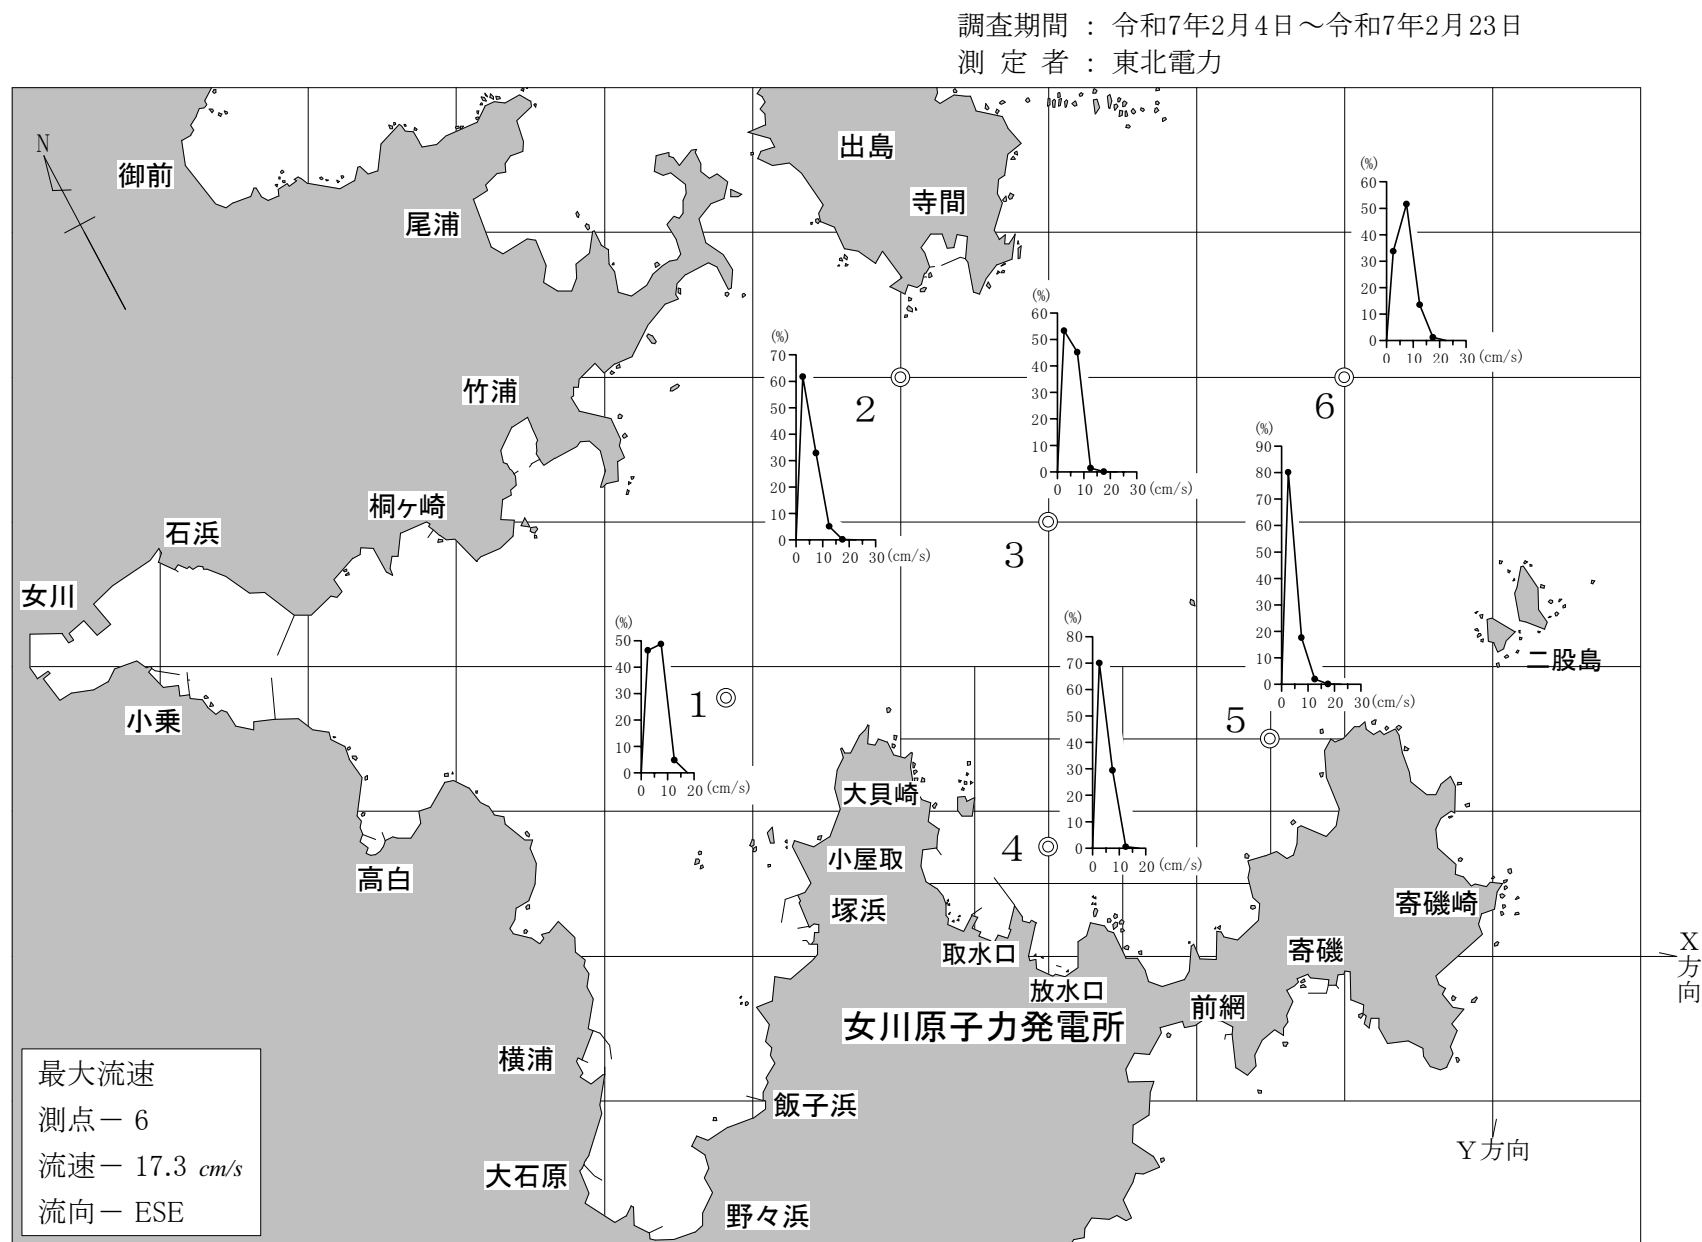 調査期間 : 令和7年2月4日～令和7年2月23日
測 定 者 : 東北電力
N
御前
尾浦
出島
寺間
竹浦
桐ヶ崎
石浜
女川
小乗
高白
横浦
大石原
野々浜
飯子浜
塚浜
小屋取
大貝崎
取水口
放水口
女川原子力発電所
前網
寄磯
寄磯崎
二股島
X方向
Y方向
1
(%)
50
40
30
20
10
0
0 10 20 (cm/s)
2
(%)
70
60
50
40
30
20
10
0
0 10 20 30 (cm/s)
3
(%)
60
50
40
30
20
10
0
0 10 20 30 (cm/s)
4
(%)
80
70
60
50
40
30
20
10
0
0 10 20 (cm/s)
5
(%)
90
80
70
60
50
40
30
20
10
0
0 10 20 30 (cm/s)
6
(%)
60
50
40
30
20
10
0
0 10 20 30 (cm/s)
最大流速
測点－ 6
流速－ 17.3 cm/s
流向－ ESE